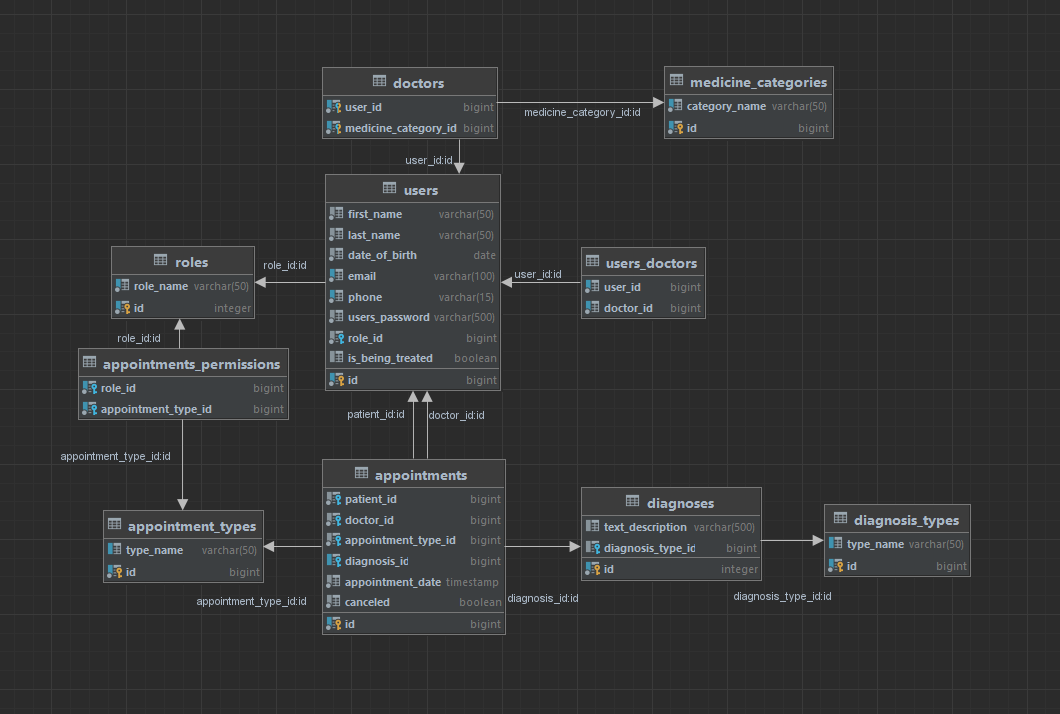 doctors
user_id bigint
medicine_category_id bigint
medicine_categories
category_name varchar(50)
id bigint
medicine_category_id:id
user_id:id
users
first_name varchar(50)
last_name varchar(50)
date_of_birth date
email varchar(100)
phone varchar(15)
users_password varchar(500)
role_id bigint
is_being_treated boolean
id bigint
roles
role_name varchar(50)
id integer
role_id:id
users_doctors
user_id bigint
doctor_id bigint
user_id:id
role_id:id
appointments_permissions
role_id bigint
appointment_type_id bigint
patient_id:id
doctor_id:id
appointment_type_id:id
appointments
patient_id bigint
doctor_id bigint
appointment_type_id bigint
diagnosis_id bigint
appointment_date timestamp
canceled boolean
id bigint
appointment_types
type_name varchar(50)
id bigint
appointment_type_id:id
diagnoses
text_description varchar(500)
diagnosis_type_id bigint
id integer
diagnosis_id:id
diagnosis_types
type_name varchar(50)
id bigint
diagnosis_type_id:id